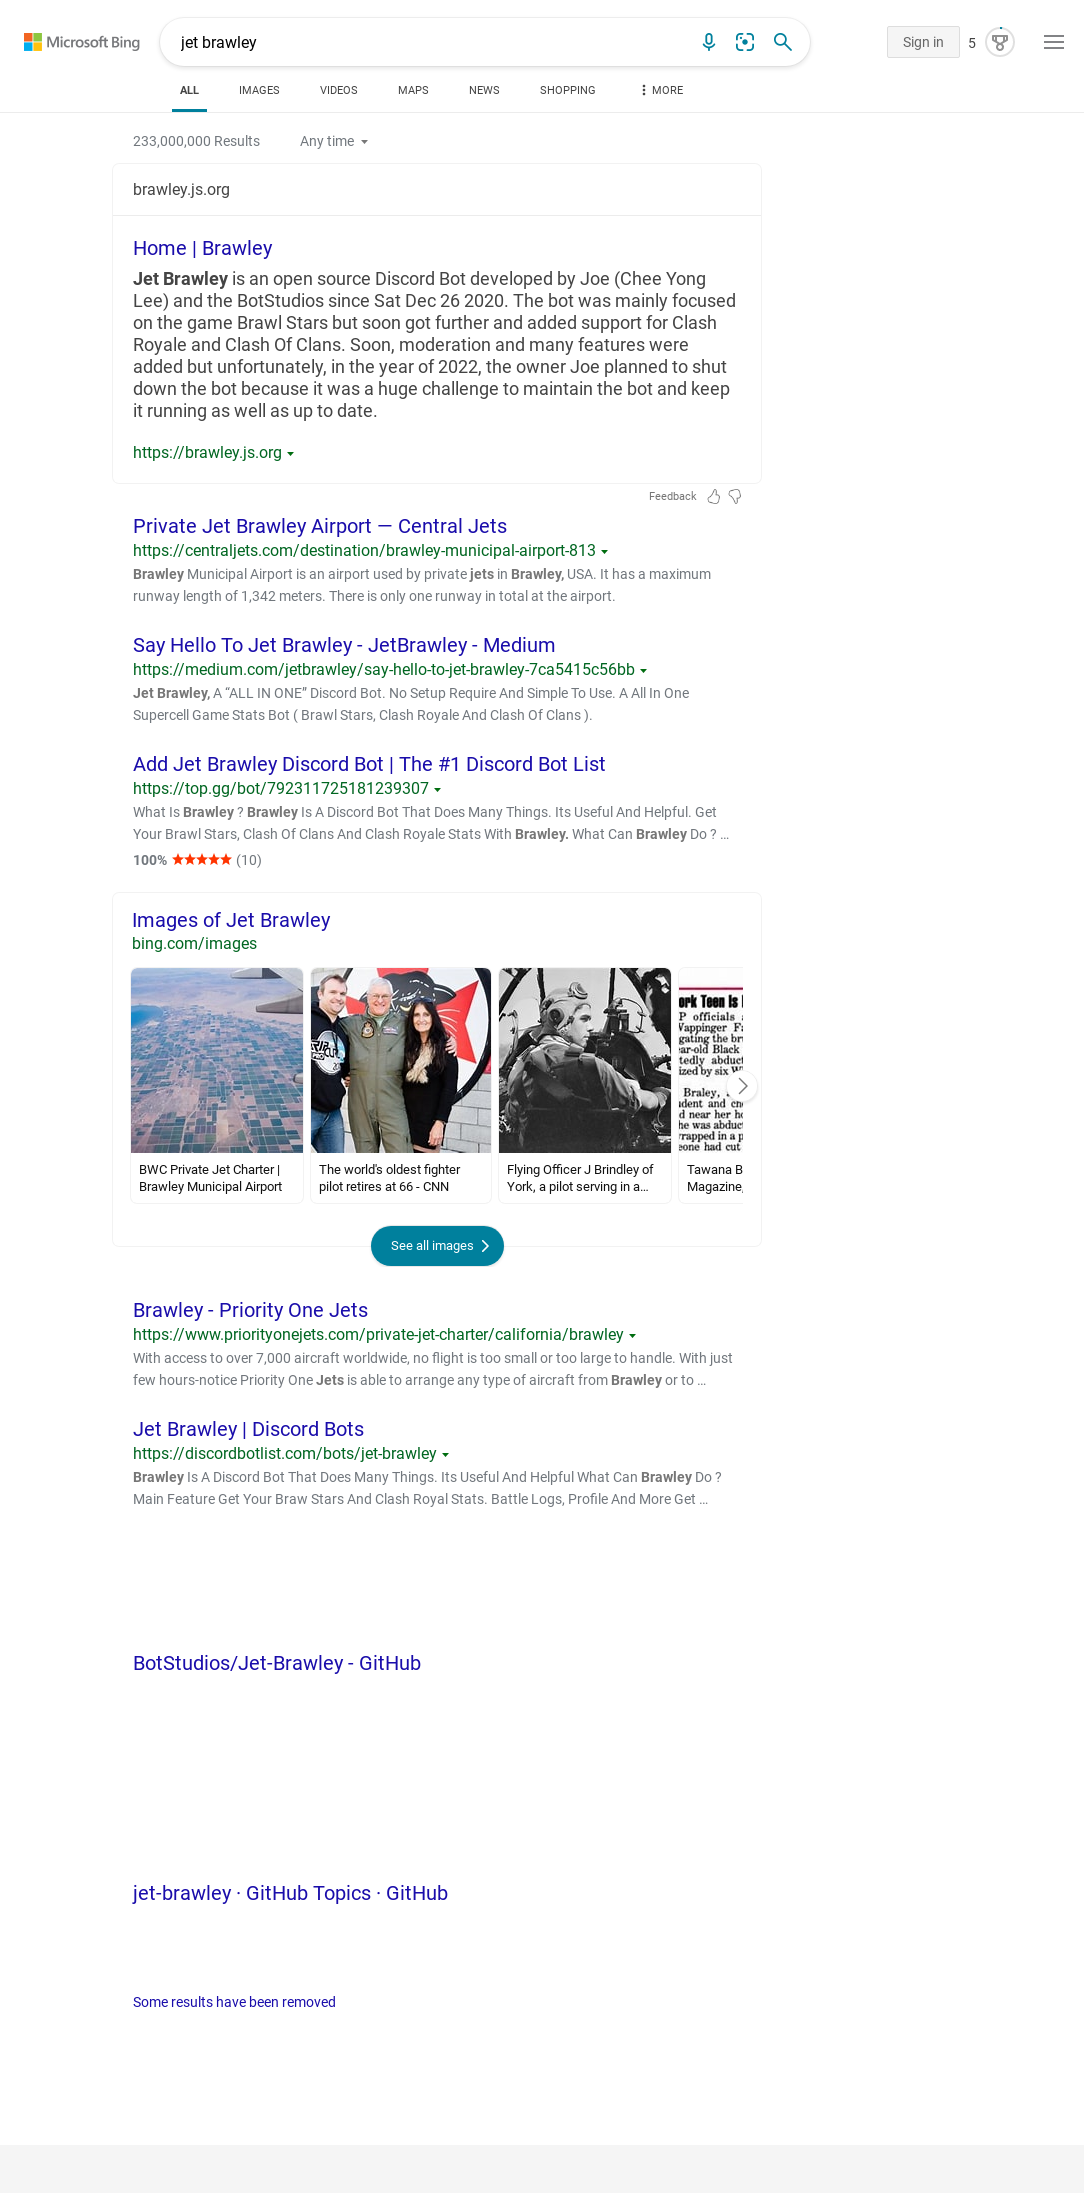 Microsoft Bing
jet brawley
Sign in
5
ALL
IMAGES
VIDEOS
MAPS
NEWS
SHOPPING
MORE
233,000,000 Results
Any time
brawley.js.org
Home | Brawley
Jet Brawley is an open source Discord Bot developed by Joe (Chee Yong
Lee) and the BotStudios since Sat Dec 26 2020. The bot was mainly focused
on the game Brawl Stars but soon got further and added support for Clash
Royale and Clash Of Clans. Soon, moderation and many features were
added but unfortunately, in the year of 2022, the owner Joe planned to shut
down the bot because it was a huge challenge to maintain the bot and keep
it running as well as up to date.
https://brawley.js.org
Feedback
Private Jet Brawley Airport — Central Jets
https://centraljets.com/destination/brawley-municipal-airport-813
Brawley Municipal Airport is an airport used by private jets in Brawley, USA. It has a maximum
runway length of 1,342 meters. There is only one runway in total at the airport.
Say Hello To Jet Brawley - JetBrawley - Medium
https://medium.com/jetbrawley/say-hello-to-jet-brawley-7ca5415c56bb
Jet Brawley, A “ALL IN ONE” Discord Bot. No Setup Require And Simple To Use. A All In One
Supercell Game Stats Bot ( Brawl Stars, Clash Royale And Clash Of Clans ).
Add Jet Brawley Discord Bot | The #1 Discord Bot List
https://top.gg/bot/792311725181239307
What Is Brawley ? Brawley Is A Discord Bot That Does Many Things. Its Useful And Helpful. Get
Your Brawl Stars, Clash Of Clans And Clash Royale Stats With Brawley. What Can Brawley Do ? …
100% ★★★★★ (10)
Images of Jet Brawley
bing.com/images
ork Teen Is
P officials
Wappinger Fa
gating the br
ear-old Black
tedly abduct
ized by six W
Braley,
udent and ch
d near her ho
he was abduct
rapped in a p
eone had cut
BWC Private Jet Charter |
Brawley Municipal Airport
The world's oldest fighter
pilot retires at 66 - CNN
Flying Officer J Brindley of
York, a pilot serving in a…
Tawana B
Magazine,
See all images
Brawley - Priority One Jets
https://www.priorityonejets.com/private-jet-charter/california/brawley
With access to over 7,000 aircraft worldwide, no flight is too small or too large to handle. With just
few hours-notice Priority One Jets is able to arrange any type of aircraft from Brawley or to …
Jet Brawley | Discord Bots
https://discordbotlist.com/bots/jet-brawley
Brawley Is A Discord Bot That Does Many Things. Its Useful And Helpful What Can Brawley Do ?
Main Feature Get Your Braw Stars And Clash Royal Stats. Battle Logs, Profile And More Get …
BotStudios/Jet-Brawley - GitHub
jet-brawley · GitHub Topics · GitHub
Some results have been removed